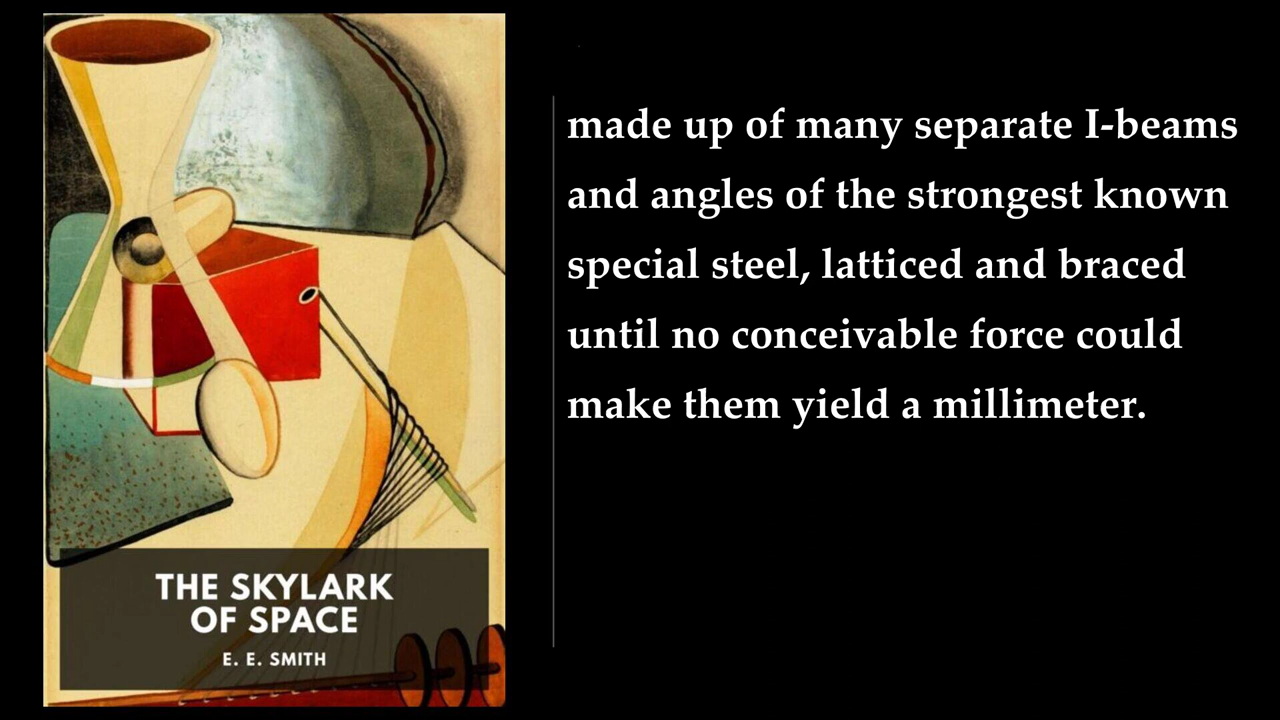 THE SKYLARK
OF SPACE
E. E. SMITH
made up of many separate I-beams
and angles of the strongest known
special steel, latticed and braced
until no conceivable force could
make them yield a millimeter.